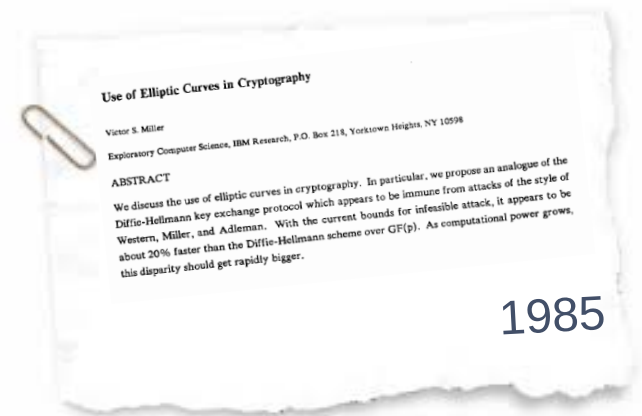 Use of Elliptic Curves in Cryptography
Victor S. Miller
Exploratory Computer Science, IBM Research, P.O. Box 218, Yorktown Heights, NY 10598
ABSTRACT
We discuss the use of elliptic curves in cryptography. In particular, we propose an analogue of the
Diffie-Hellmann key exchange protocol which appears to be immune from attacks of the style of
Western, Miller, and Adleman. With the current bounds for infeasible attack, it appears to be
about 20% faster than the Diffie-Hellmann scheme over GF(p). As computational power grows,
this disparity should get rapidly bigger.
1985